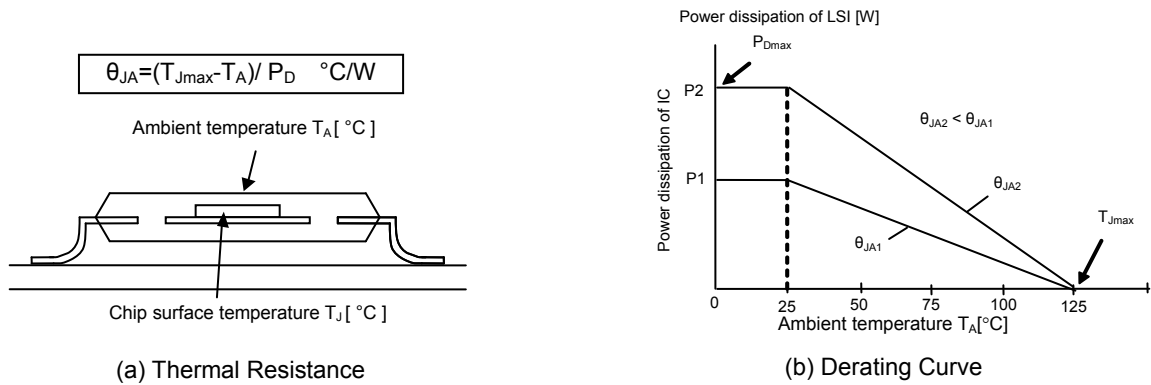 θJA=(TJmax-TA)/ PD °C/W
Ambient temperature TA[ °C ]
Chip surface temperature TJ[ °C ]
(a) Thermal Resistance
Power dissipation of LSI [W]
PDmax
P2
θJA2 < θJA1
Power dissipation of IC
P1
θJA2
TJmax
θJA1
0 25 50 75 100 125
Ambient temperature TA[°C]
(b) Derating Curve